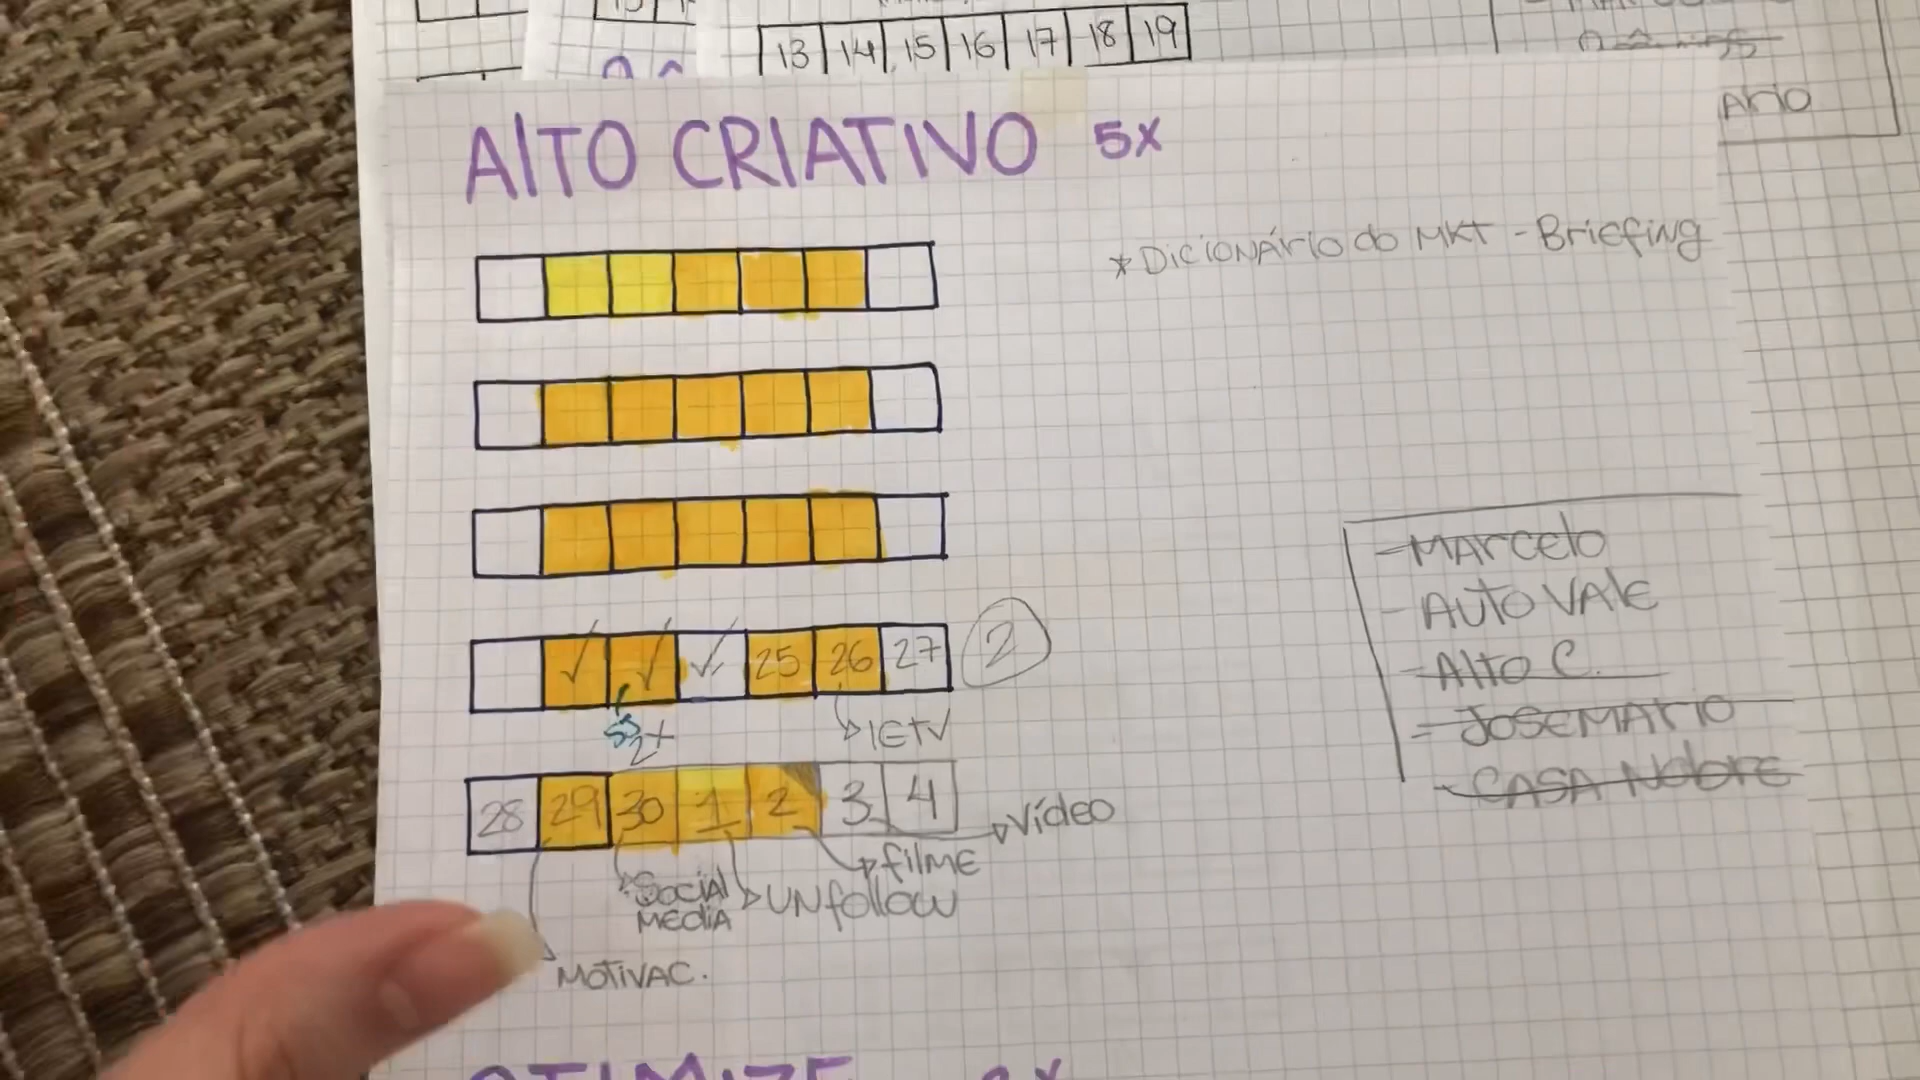 13 14 15 16 17 18 19
ArIO
AlTO CRIATIVO 5X
* Dicionário do MKT - Briefing
- MArcelo
- AUTO VAlE
- Alto C.
- JOSEMArIO
- CASA NObrE
25 26 27 2
2x
IGTV
28 29 30 1 2 3 4
Vídeo
filme
Social
MEDIA
UNfollow
MOTIVAC.